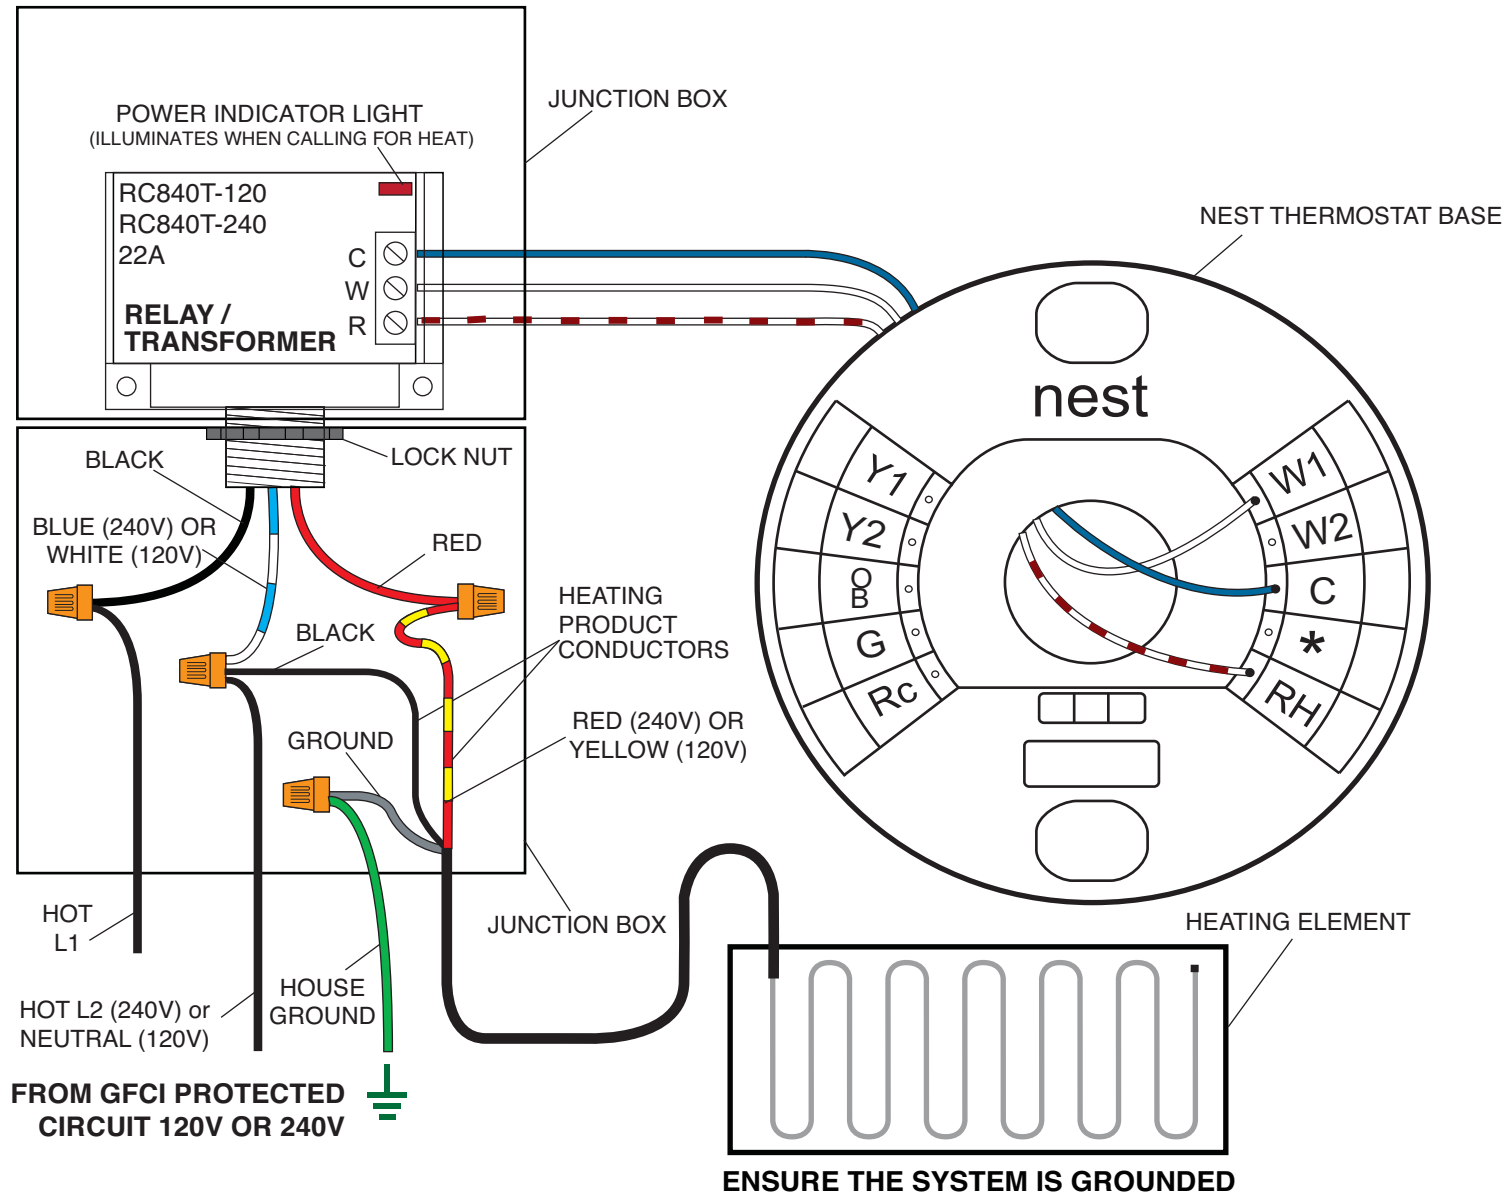 POWER INDICATOR LIGHT
(ILLUMINATES WHEN CALLING FOR HEAT)
JUNCTION BOX
RC840T-120
RC840T-240
22A
C
W
R
RELAY /
TRANSFORMER
NEST THERMOSTAT BASE
nest
Y1
Y2
O
B
G
Rc
W1
W2
C
*
RH
LOCK NUT
BLACK
BLUE (240V) OR
WHITE (120V)
RED
HEATING
PRODUCT
CONDUCTORS
BLACK
GROUND
RED (240V) OR
YELLOW (120V)
HOT
L1
JUNCTION BOX
HOUSE
GROUND
HOT L2 (240V) or
NEUTRAL (120V)
FROM GFCI PROTECTED
CIRCUIT 120V OR 240V
HEATING ELEMENT
ENSURE THE SYSTEM IS GROUNDED